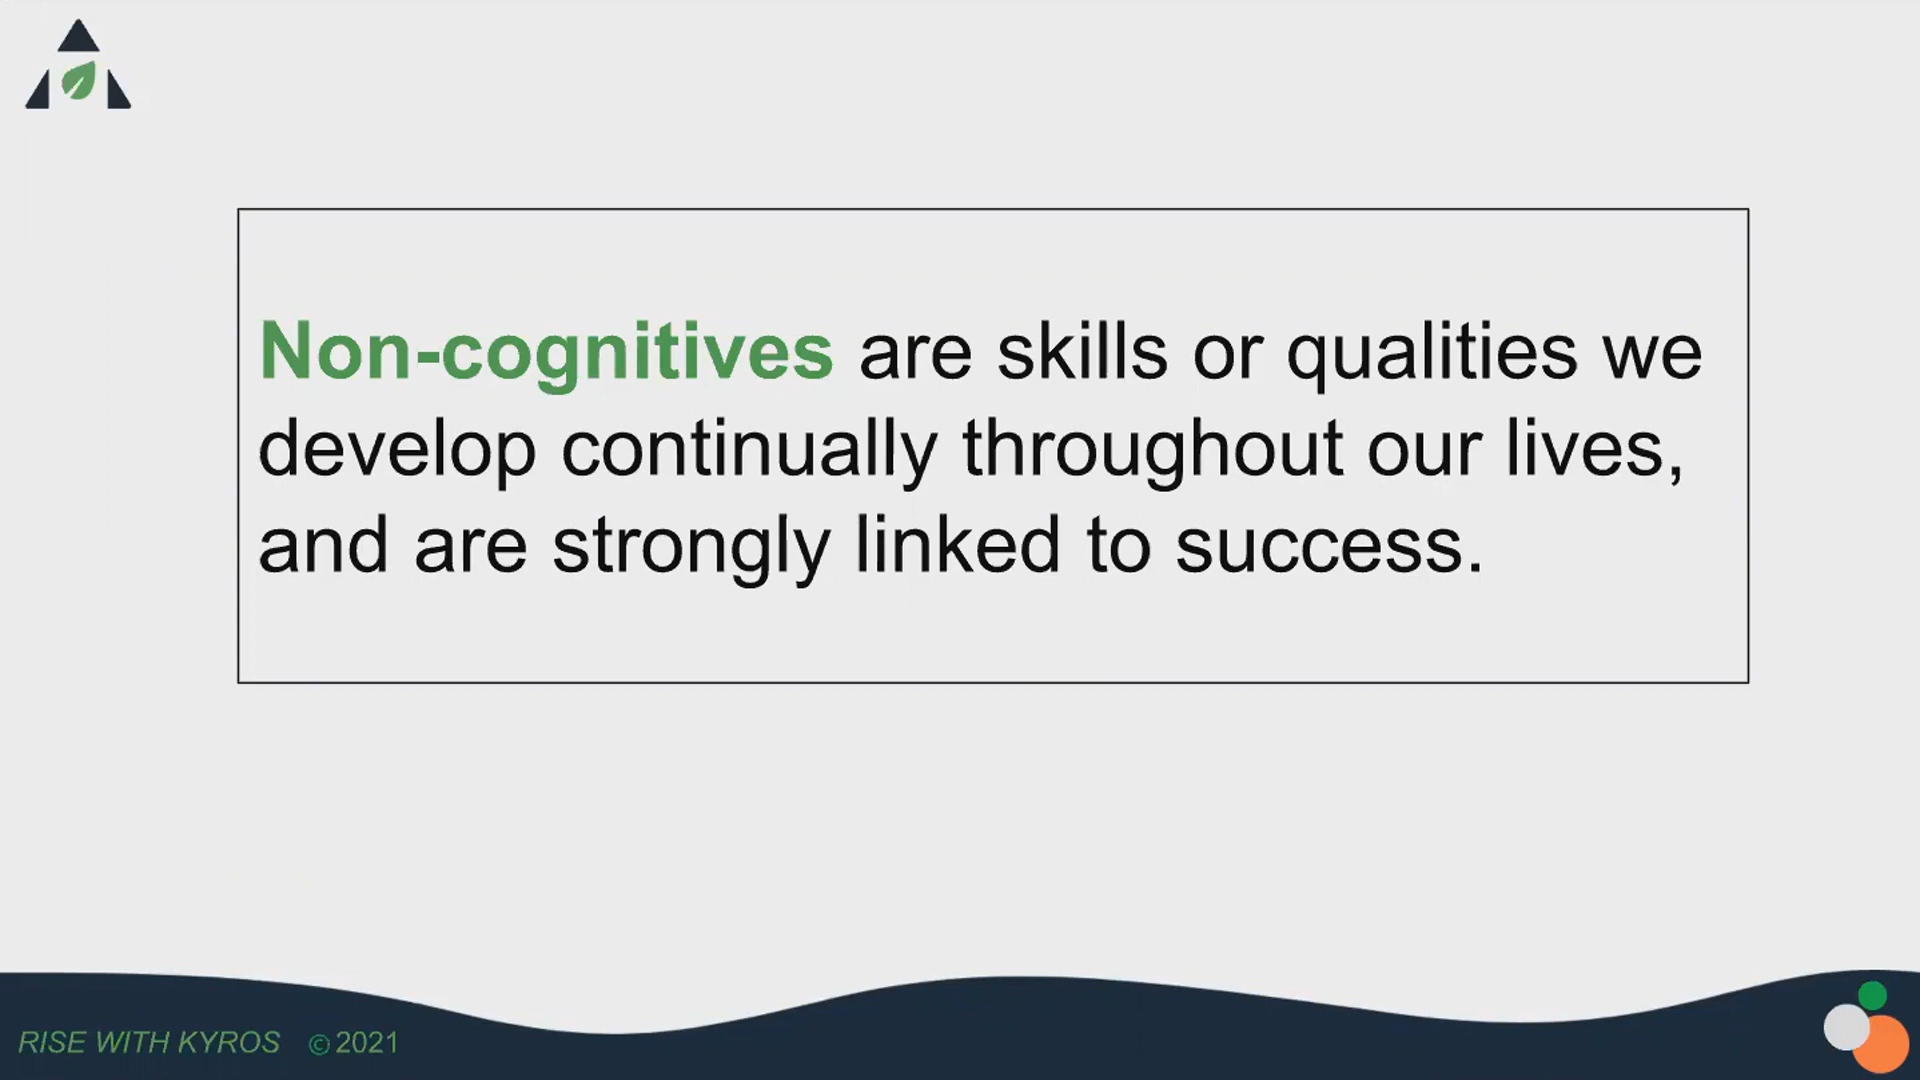 Non-cognitives are skills or qualities we
develop continually throughout our lives,
and are strongly linked to success.
RISE WITH KYROS © 2021